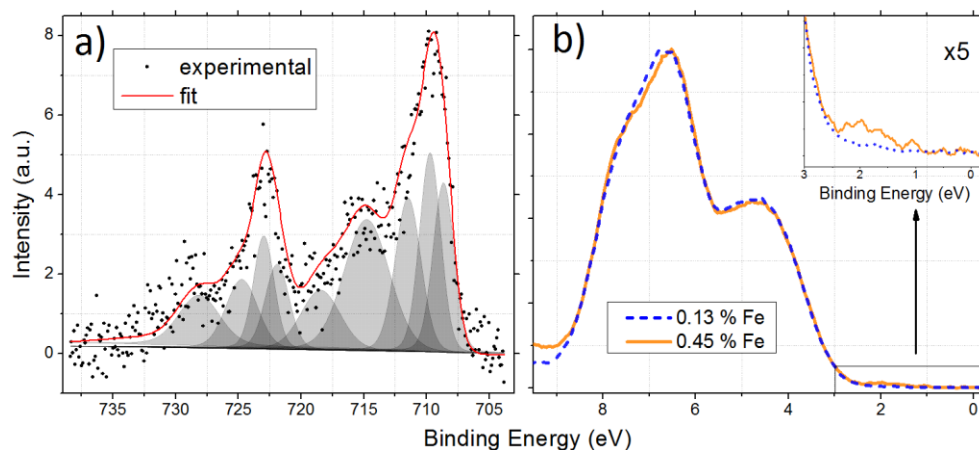 a)
experimental
fit
8
6
4
2
0
Intensity (a.u.)
735
730
725
720
715
710
705
b)
x5
3
2
1
0
Binding Energy (eV)
0.13 % Fe
0.45 % Fe
8
6
4
2
0
Binding Energy (eV)